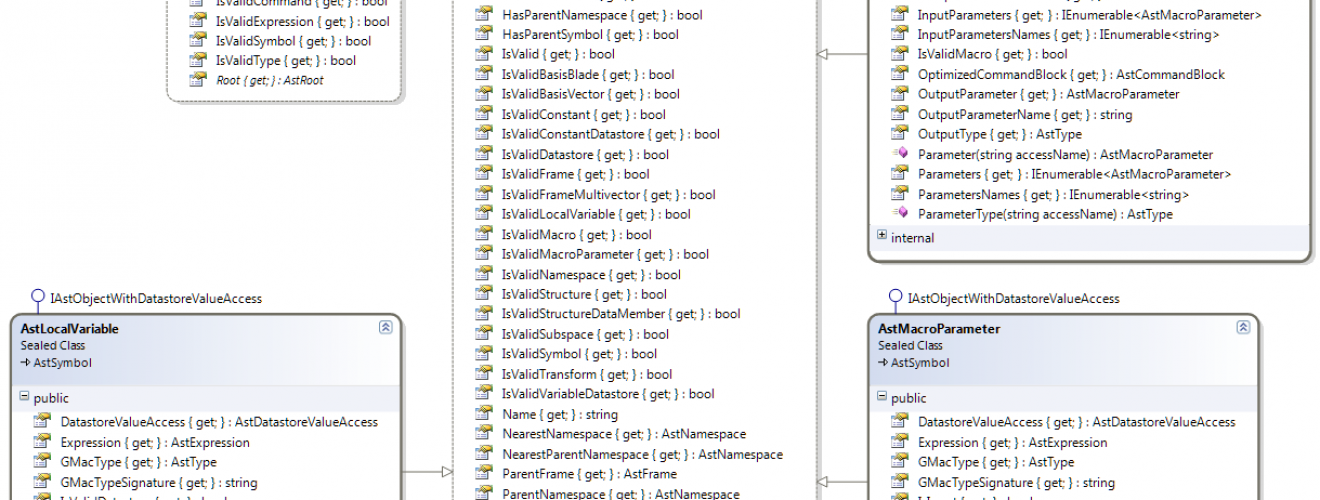 IsValidCommand { get; } : bool
IsValidExpression { get; } : bool
IsValidSymbol { get; } : bool
IsValidType { get; } : bool
Root { get; } : AstRoot
HasParentNamespace { get; } : bool
HasParentSymbol { get; } : bool
IsValid { get; } : bool
IsValidBasisBlade { get; } : bool
IsValidBasisVector { get; } : bool
IsValidConstant { get; } : bool
IsValidConstantDatastore { get; } : bool
IsValidDatastore { get; } : bool
IsValidFrame { get; } : bool
IsValidFrameMultivector { get; } : bool
IsValidLocalVariable { get; } : bool
IsValidMacro { get; } : bool
IsValidMacroParameter { get; } : bool
IsValidNamespace { get; } : bool
IsValidStructure { get; } : bool
IsValidStructureDataMember { get; } : bool
IsValidSubspace { get; } : bool
IsValidSymbol { get; } : bool
IsValidTransform { get; } : bool
IsValidVariableDatastore { get; } : bool
Name { get; } : string
NearestNamespace { get; } : AstNamespace
NearestParentNamespace { get; } : AstNamespace
ParentFrame { get; } : AstFrame
ParentNamespace { get; } : AstNamespace
InputParameters { get; } : IEnumerable<AstMacroParameter>
InputParametersNames { get; } : IEnumerable<string>
IsValidMacro { get; } : bool
OptimizedCommandBlock { get; } : AstCommandBlock
OutputParameter { get; } : AstMacroParameter
OutputParameterName { get; } : string
OutputType { get; } : AstType
Parameter(string accessName) : AstMacroParameter
Parameters { get; } : IEnumerable<AstMacroParameter>
ParametersNames { get; } : IEnumerable<string>
ParameterType(string accessName) : AstType
internal
IAstObjectWithDatastoreValueAccess
AstLocalVariable
Sealed Class
AstSymbol
public
DatastoreValueAccess { get; } : AstDatastoreValueAccess
Expression { get; } : AstExpression
GMacType { get; } : AstType
GMacTypeSignature { get; } : string
IAstObjectWithDatastoreValueAccess
AstMacroParameter
Sealed Class
AstSymbol
public
DatastoreValueAccess { get; } : AstDatastoreValueAccess
Expression { get; } : AstExpression
GMacType { get; } : AstType
GMacTypeSignature { get; } : string